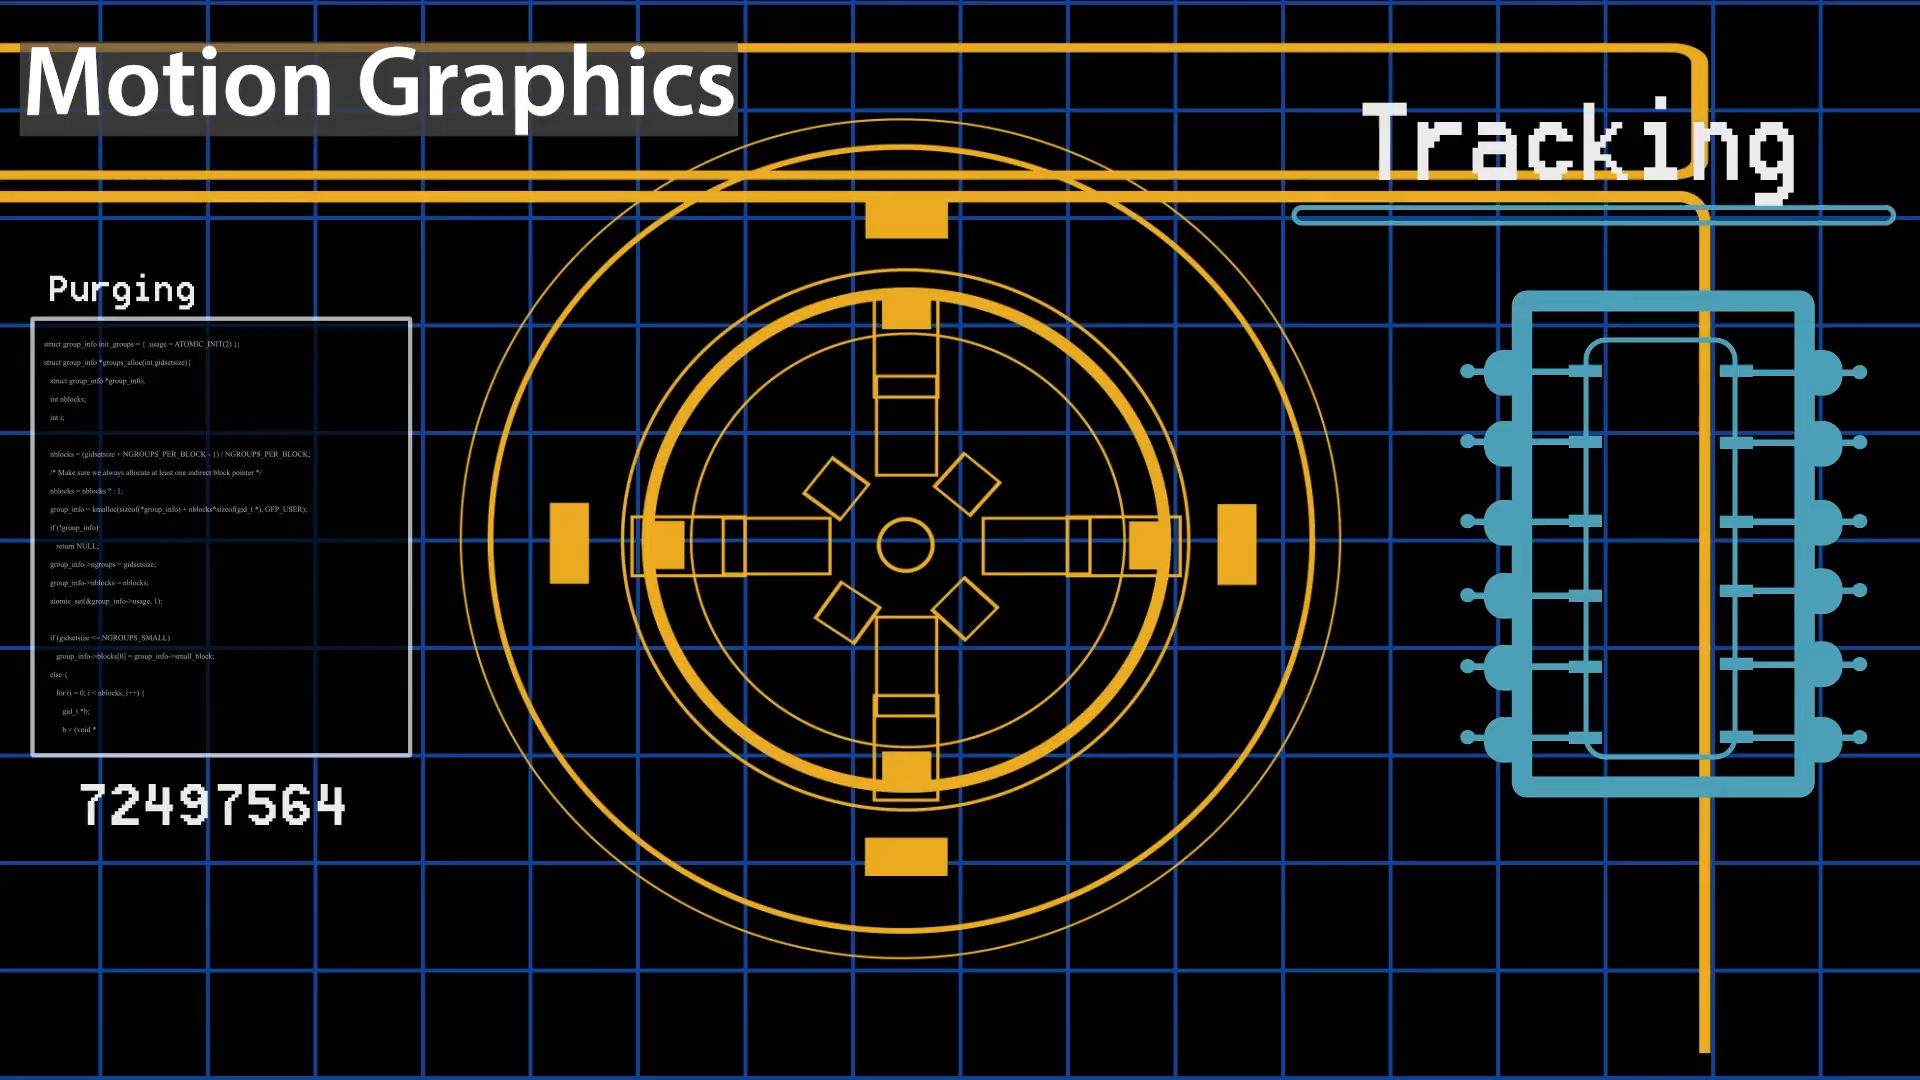 Motion Graphics
Tracking
Purging
struct group_info init_groups = { .usage = ATOMIC_INIT(2) };
struct group_info *groups_alloc(int gidsetsize){
struct group_info *group_info;
int nblocks;
int i;
nblocks = (gidsetsize + NGROUPS_PER_BLOCK - 1) / NGROUPS_PER_BLOCK;
/* Make sure we always allocate at least one indirect block pointer */
nblocks = nblocks ? : 1;
group_info = kmalloc(sizeof(*group_info) + nblocks*sizeof(gid_t *), GFP_USER);
if (!group_info)
return NULL;
group_info->ngroups = gidsetsize;
group_info->nblocks = nblocks;
atomic_set(&group_info->usage, 1);
if (gidsetsize <= NGROUPS_SMALL)
group_info->blocks[0] = group_info->small_block;
else {
for (i = 0; i < nblocks; i++) {
gid_t *b;
b = (void *
72497564